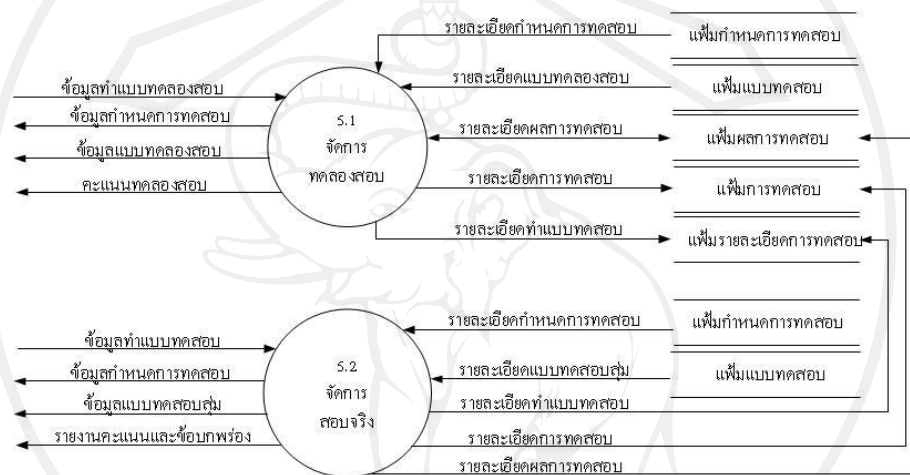 รายละเอียดกำหนดการทดสอบ
แฟ้มกำหนดการทดสอบ
ข้อมูลทำแบบทดลองสอบ
รายละเอียดแบบทดลองสอบ
แฟ้มแบบทดสอบ
ข้อมูลกำหนดการทดสอบ
5.1
จัดการ
ทดลองสอบ
รายละเอียดผลการทดสอบ
แฟ้มผลการทดสอบ
ข้อมูลแบบทดลองสอบ
คะแนนทดลองสอบ
รายละเอียดการทดสอบ
แฟ้มการทดสอบ
รายละเอียดทำแบบทดสอบ
แฟ้มรายละเอียดการทดสอบ
รายละเอียดกำหนดการทดสอบ
แฟ้มกำหนดการทดสอบ
ข้อมูลทำแบบทดสอบ
ข้อมูลกำหนดการทดสอบ
5.2
จัดการ
สอบจริง
รายละเอียดแบบทดสอบสุ่ม
แฟ้มแบบทดสอบ
ข้อมูลแบบทดสอบสุ่ม
รายละเอียดทำแบบทดสอบ
รายงานคะแนนและข้อบกพร่อง
รายละเอียดการทดสอบ
รายละเอียดผลการทดสอบ